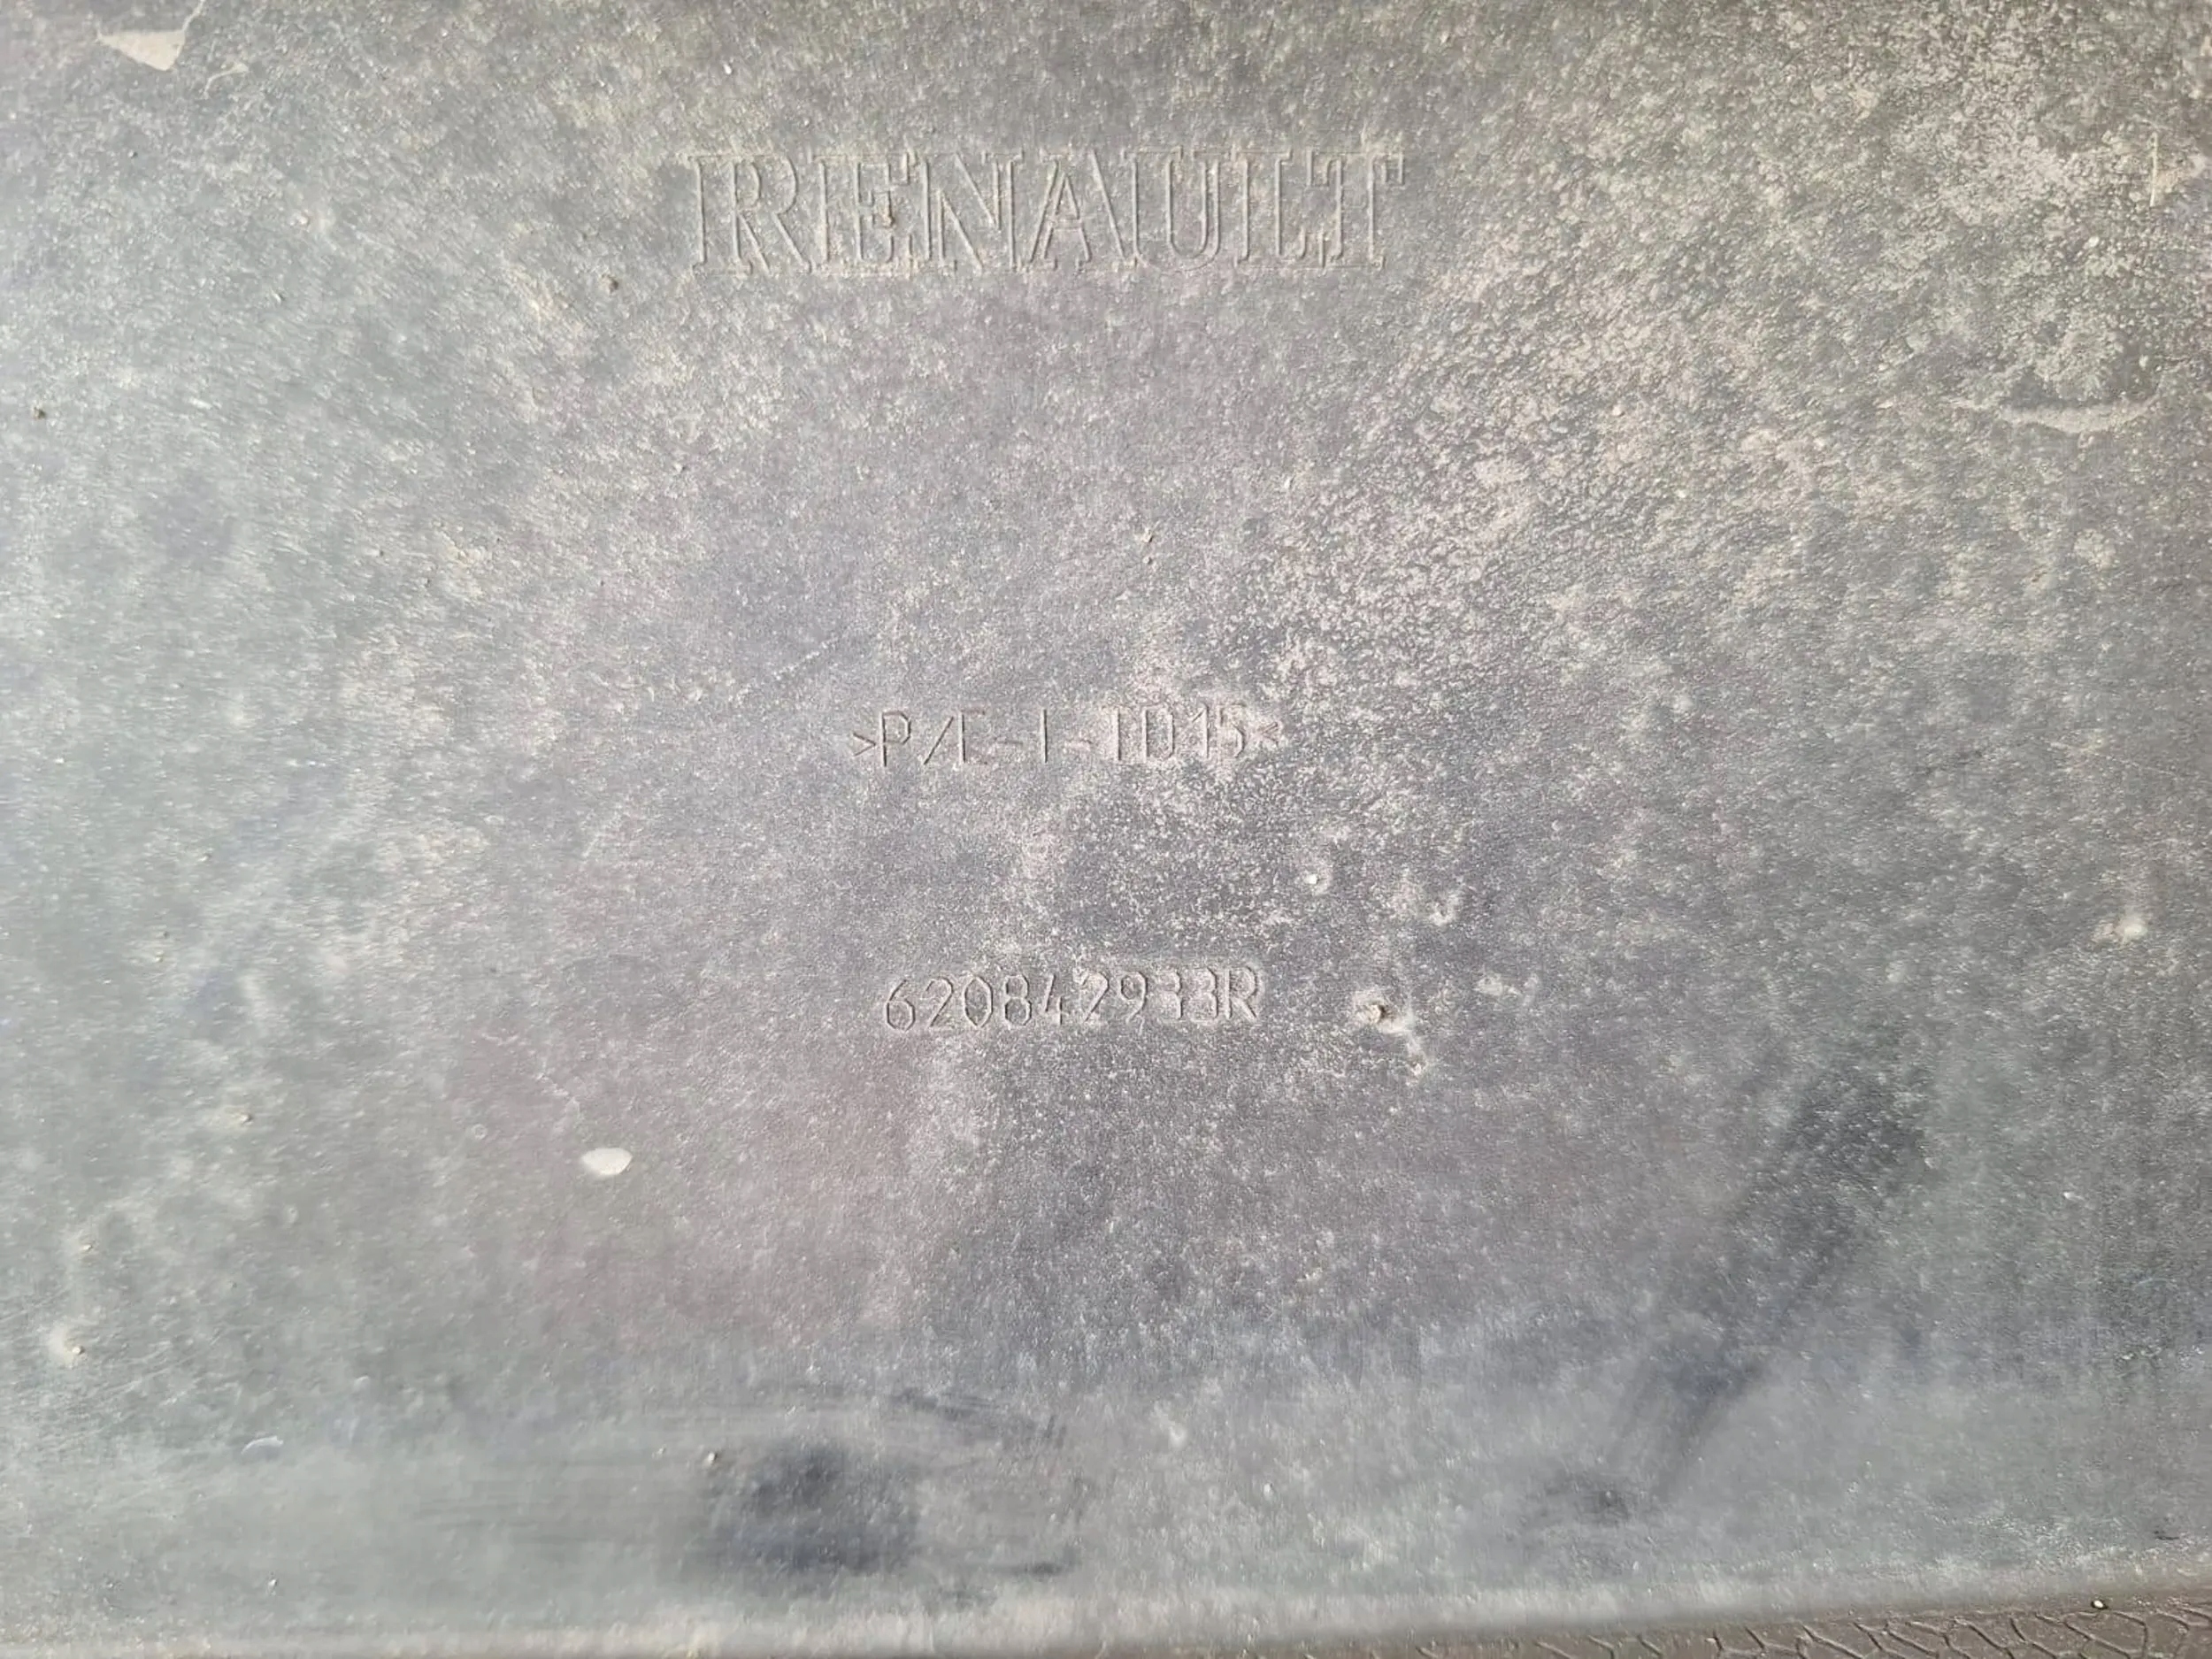 RENAULT
>P/E-I-TD15<
620842933R